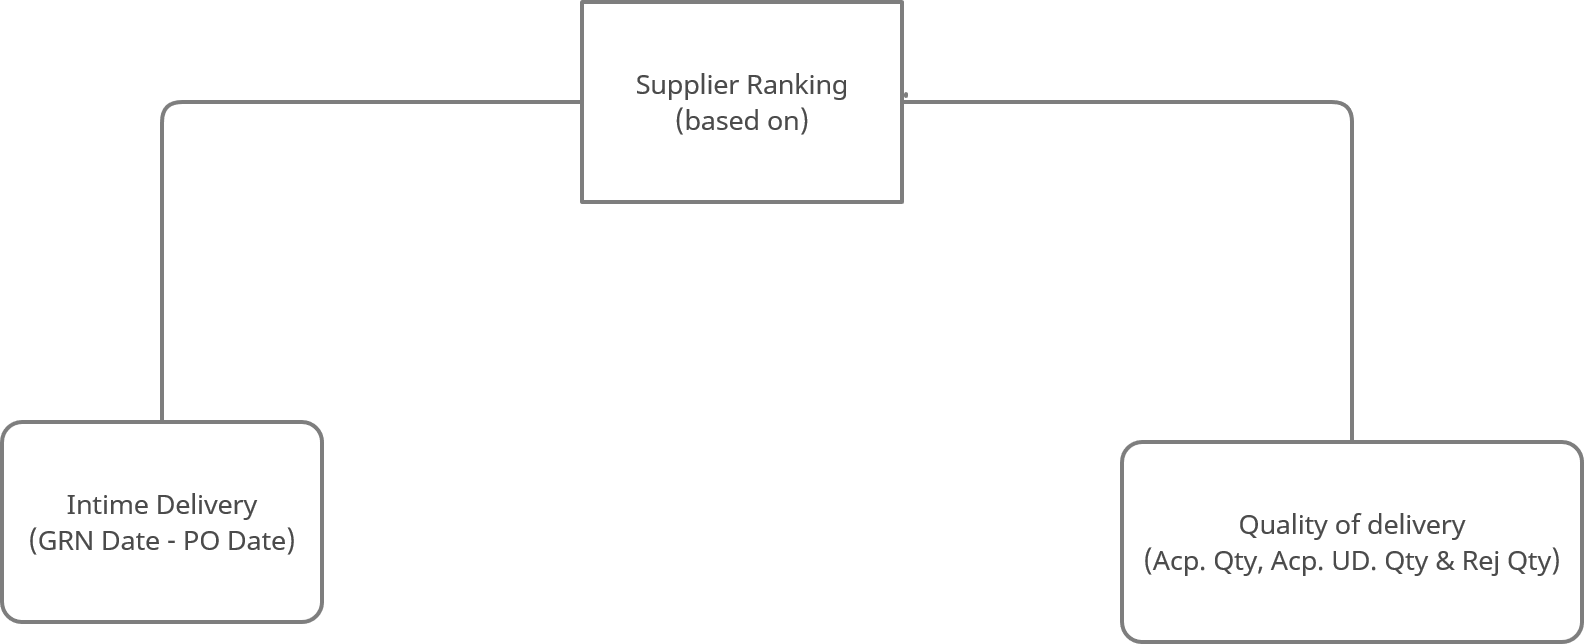 Supplier Ranking
(based on)
Intime Delivery
(GRN Date - PO Date)
Quality of delivery
(Acp. Qty, Acp. UD. Qty & Rej Qty)